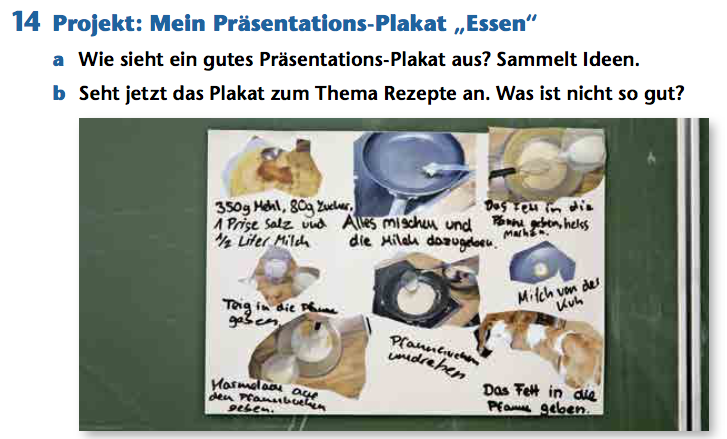 14 Projekt: Mein Präsentations-Plakat „Essen“
a Wie sieht ein gutes Präsentations-Plakat aus? Sammelt Ideen.
b Seht jetzt das Plakat zum Thema Rezepte an. Was ist nicht so gut?
350g Mehl, 80g Zucker,
1 Prise Salz und
1/2 Liter Milch
Alles mischen und
die Milch dazugeben.
Das Fett in die
Pfanne geben, heiss
machen.
Teig in die Pfanne
geben,
Pfannkuchen
umdrehen
Milch von der
Kuh
Marmelade auf
den Pfannkuchen
geben.
Das Fett in die
Pfanne geben.